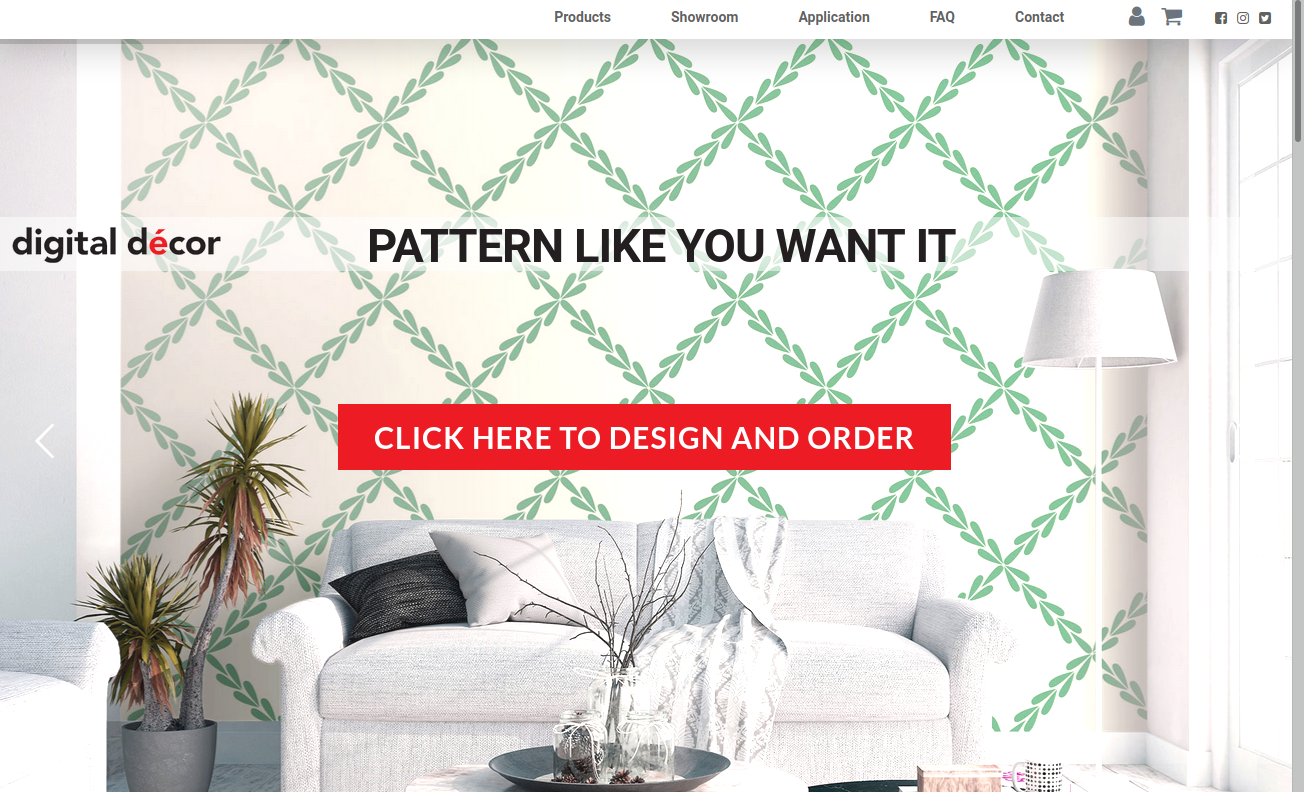 Products Showroom Application FAQ Contact
digital décor
PATTERN LIKE YOU WANT IT
CLICK HERE TO DESIGN AND ORDER